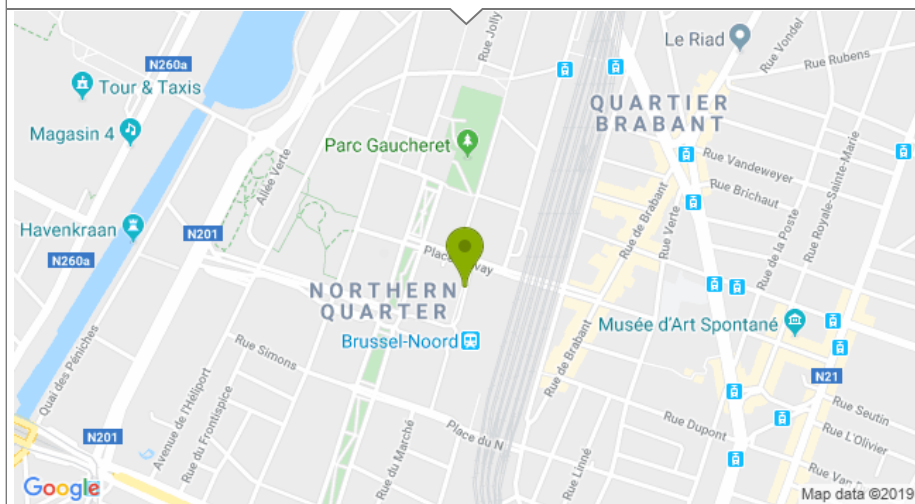 Rue Jolly
Le Riad
Rue Vondel
Rue Rubens
N260a
Tour & Taxis
QUARTIER
BRABANT
Magasin 4
Parc Gaucheret
Rue Vandeweyer
Rue Brichaut
Allée Verte
Rue de Brabant
Rue Verte
Rue de la Poste
Rue Royale-Sainte-Marie
Havenkraan
N201
N260a
Place
vay
NORTHERN
QUARTER
Musée d'Art Spontané
Brussel-Noord
Quai des Péniches
Rue Simons
Rue de Brabant
N21
Avenue de l'Héliport
Rue du Frontispice
Rue du Marché
Place du N
Rue Linné
Rue Dupont
Rue Seutin
Rue L'Olivier
Rue Van
N201
Google
Map data ©2019